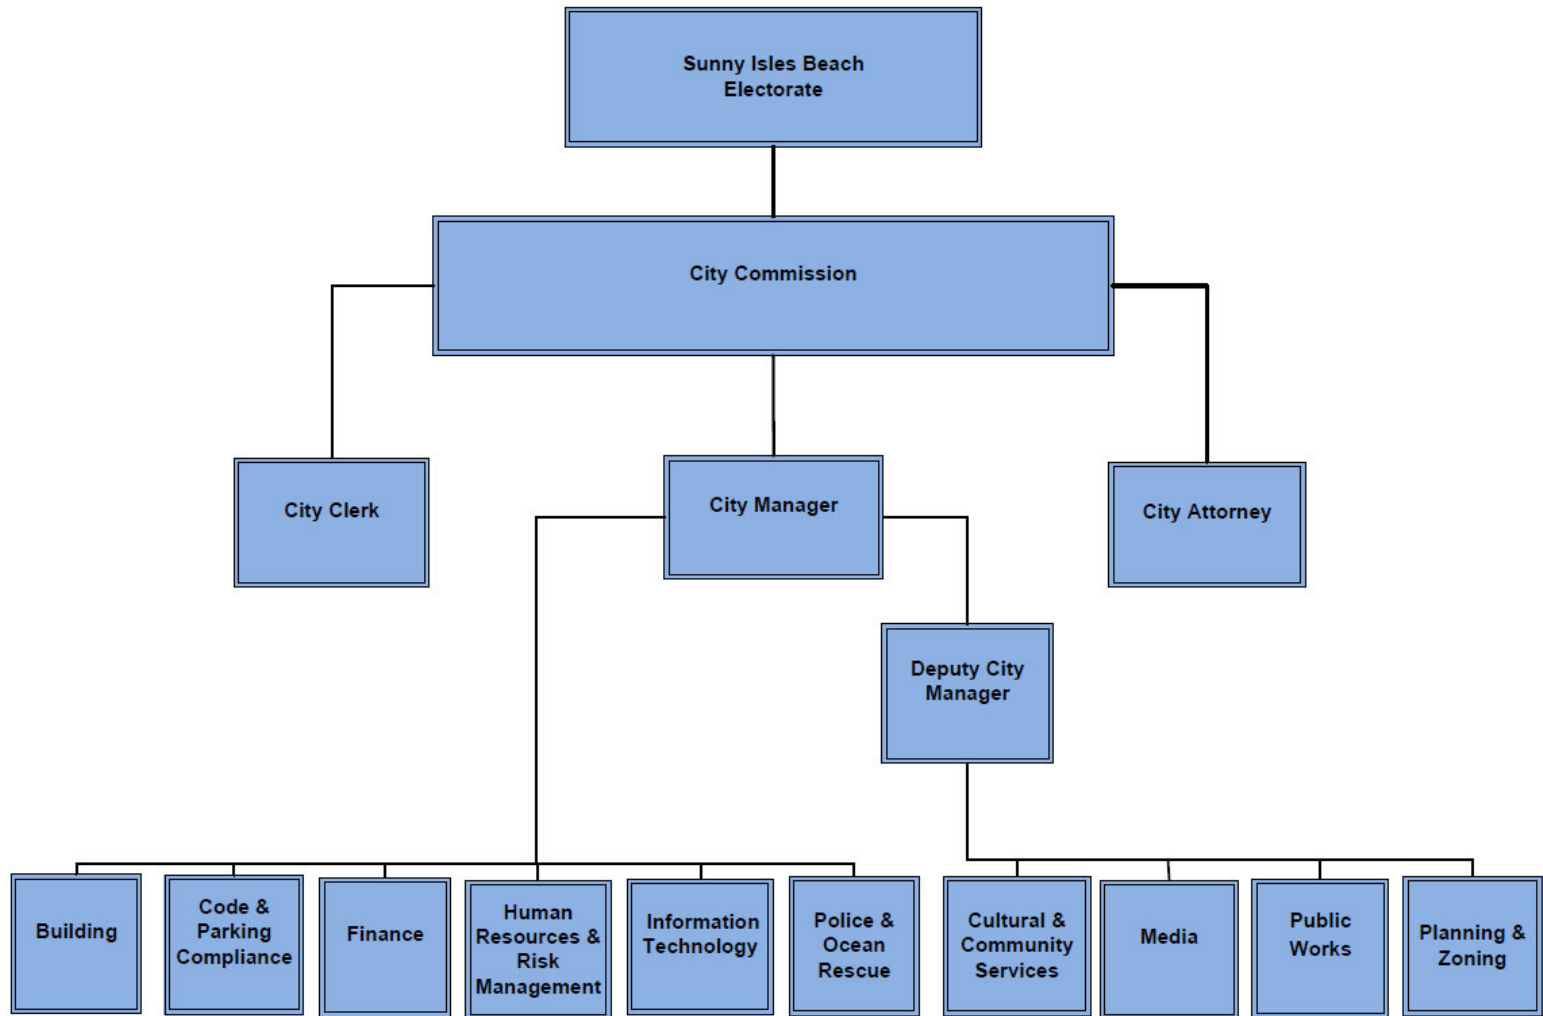 Sunny Isles Beach
Electorate
City Commission
City Clerk
City Manager
City Attorney
Deputy City
Manager
Building
Code &
Parking
Compliance
Finance
Human
Resources &
Risk
Management
Information
Technology
Police &
Ocean
Rescue
Cultural &
Community
Services
Media
Public
Works
Planning &
Zoning